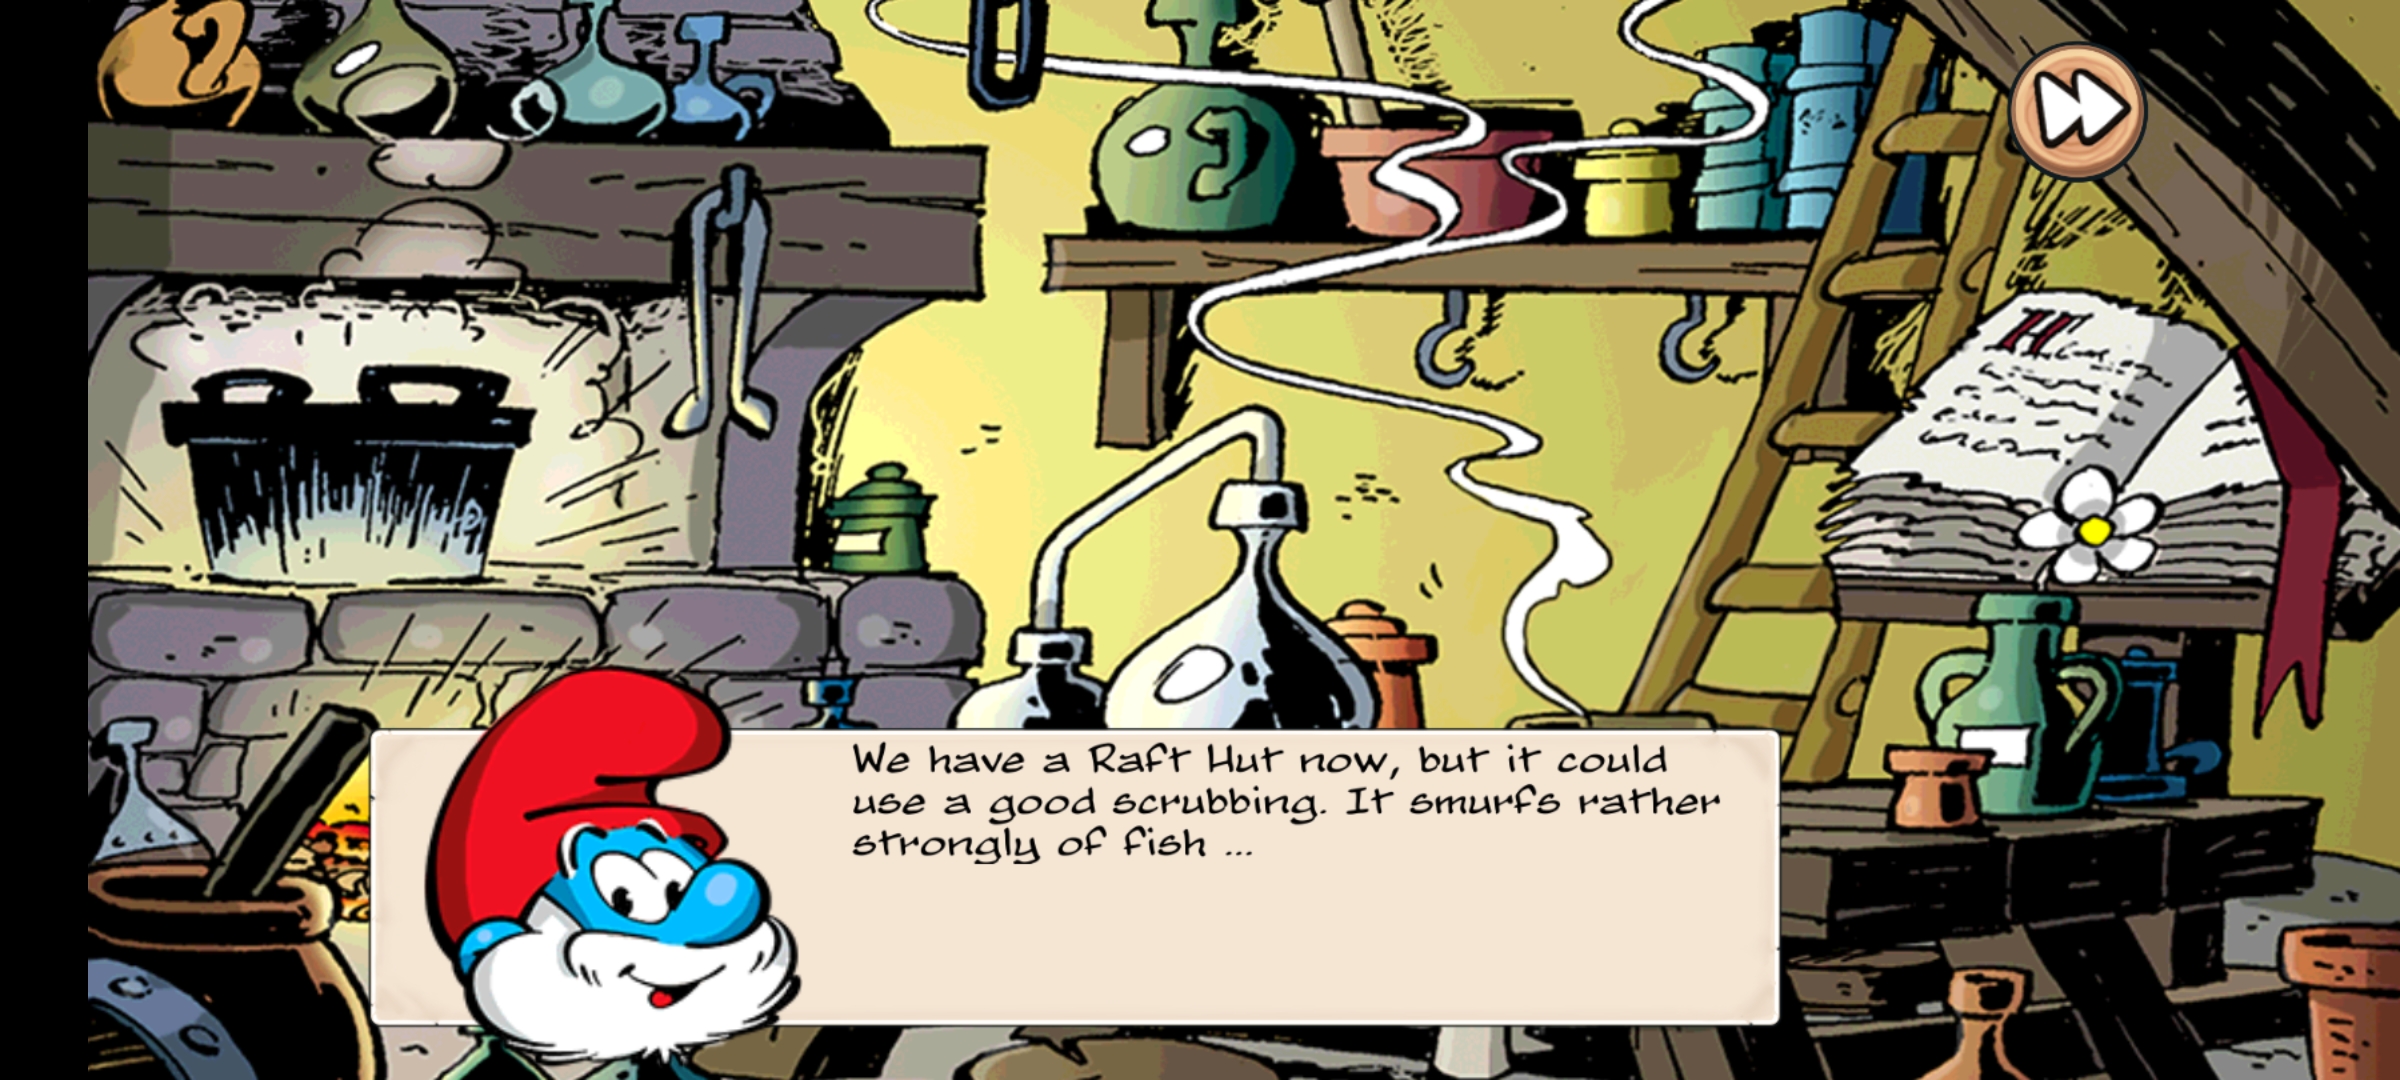 We have a Raft Hut now, but it could
use a good scrubbing. It smurfs rather
strongly of fish ...